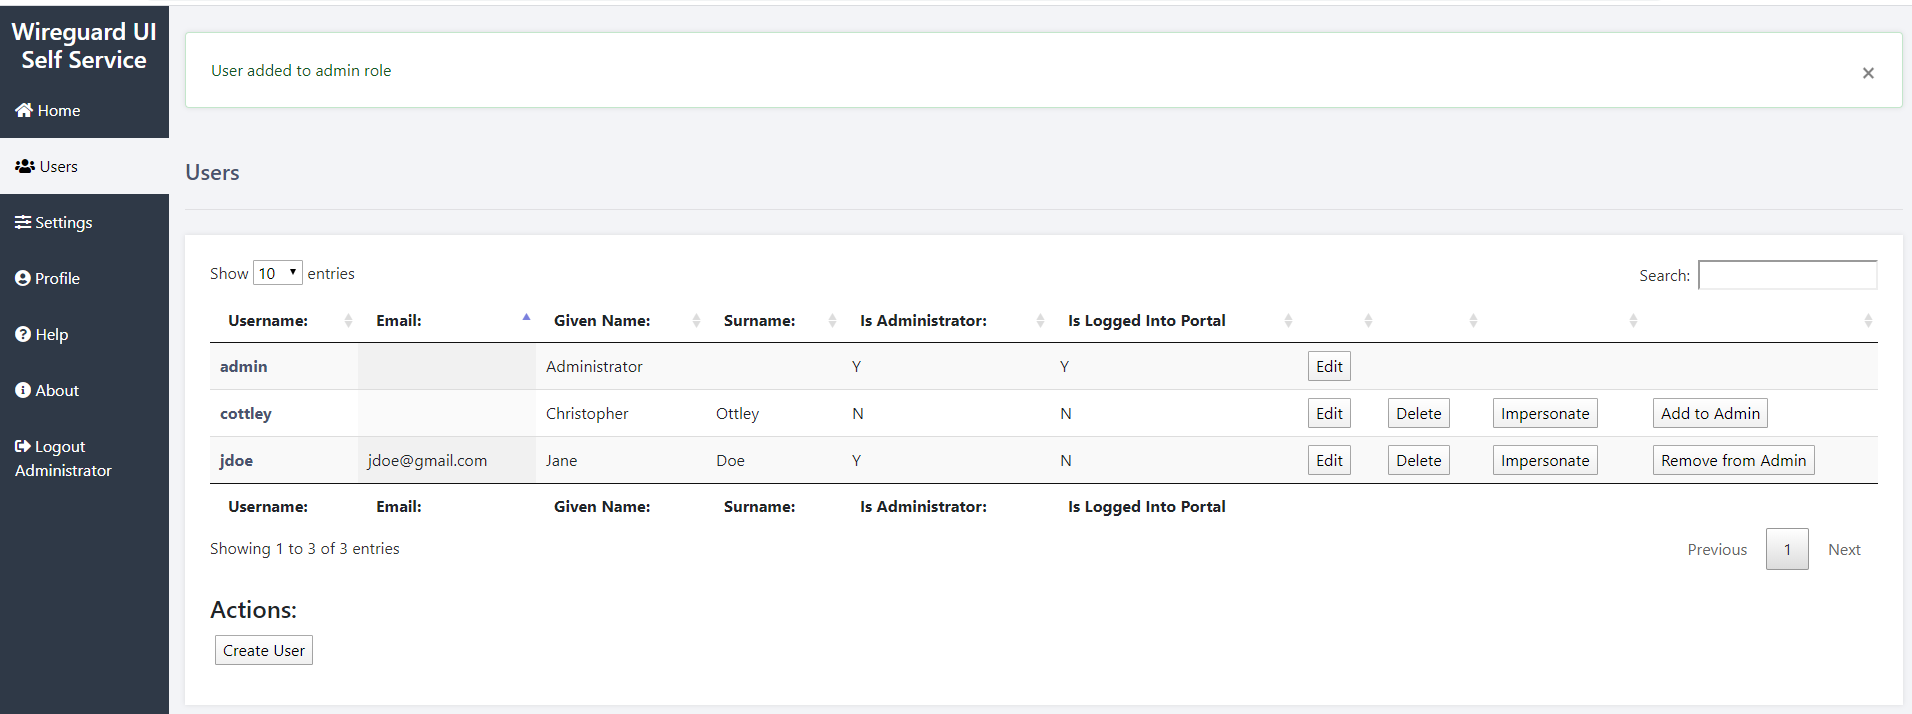 Wireguard UI
Self Service
Home
Users
Settings
Profile
Help
About
Logout
Administrator
User added to admin role ×
Users
Show 10 entries Search:
Username: Email: Given Name: Surname: Is Administrator: Is Logged Into Portal
admin Administrator Y Y Edit
cottley Christopher Ottley N N Edit Delete Impersonate Add to Admin
jdoe jdoe@gmail.com Jane Doe Y N Edit Delete Impersonate Remove from Admin
Username: Email: Given Name: Surname: Is Administrator: Is Logged Into Portal
Showing 1 to 3 of 3 entries Previous 1 Next
Actions:
Create User